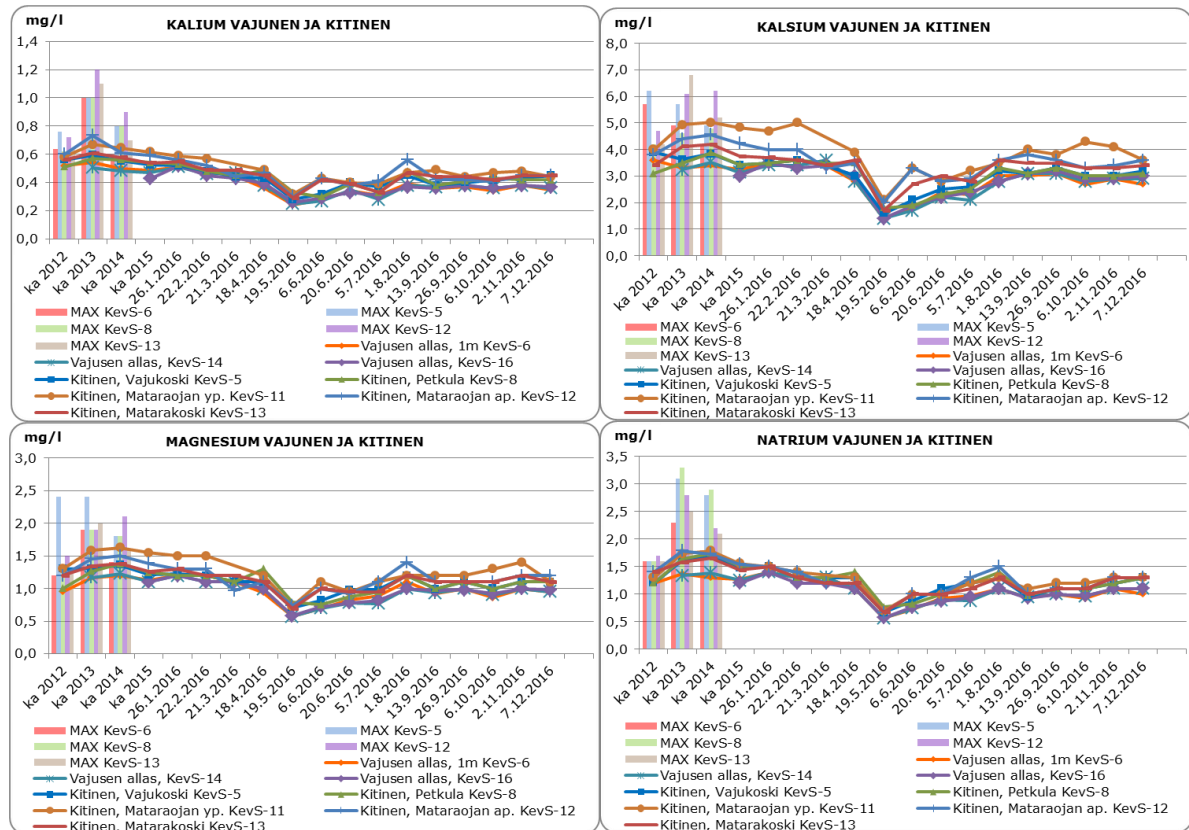 KALIUM VAJUNEN JA KITINEN
mg/l
1,4
1,2
1,0
0,8
0,6
0,4
0,2
0,0
ka 2012
ka 2013
ka 2014
ka 2015
26.1.2016
22.2.2016
21.3.2016
18.4.2016
19.5.2016
6.6.2016
20.6.2016
5.7.2016
1.8.2016
13.9.2016
26.9.2016
6.10.2016
2.11.2016
7.12.2016
MAX KevS-6
MAX KevS-5
MAX KevS-8
MAX KevS-12
MAX KevS-13
Vajusen allas, 1m KevS-6
Vajusen allas, KevS-14
Vajusen allas, KevS-16
Kitinen, Vajukoski KevS-5
Kitinen, Petkula KevS-8
Kitinen, Mataraojan yp. KevS-11
Kitinen, Mataraojan ap. KevS-12
Kitinen, Matarakoski KevS-13
KALSIUM VAJUNEN JA KITINEN
mg/l
8,0
7,0
6,0
5,0
4,0
3,0
2,0
1,0
0,0
ka 2012
ka 2013
ka 2014
ka 2015
26.1.2016
22.2.2016
21.3.2016
18.4.2016
19.5.2016
6.6.2016
20.6.2016
5.7.2016
1.8.2016
13.9.2016
26.9.2016
6.10.2016
2.11.2016
7.12.2016
MAX KevS-6
MAX KevS-5
MAX KevS-8
MAX KevS-12
MAX KevS-13
Vajusen allas, 1m KevS-6
Vajusen allas, KevS-14
Vajusen allas, KevS-16
Kitinen, Vajukoski KevS-5
Kitinen, Petkula KevS-8
Kitinen, Mataraojan yp. KevS-11
Kitinen, Mataraojan ap. KevS-12
Kitinen, Matarakoski KevS-13
mg/l
MAGNESIUM VAJUNEN JA KITINEN
3,0
2,5
2,0
1,5
1,0
0,5
0,0
ka 2012
ka 2013
ka 2014
ka 2015
26.1.2016
22.2.2016
21.3.2016
18.4.2016
19.5.2016
6.6.2016
20.6.2016
5.7.2016
1.8.2016
13.9.2016
26.9.2016
6.10.2016
2.11.2016
7.12.2016
MAX KevS-6
MAX KevS-5
MAX KevS-8
MAX KevS-12
MAX KevS-13
Vajusen allas, 1m KevS-6
Vajusen allas, KevS-14
Vajusen allas, KevS-16
Kitinen, Vajukoski KevS-5
Kitinen, Petkula KevS-8
Kitinen, Mataraojan yp. KevS-11
Kitinen, Mataraojan ap. KevS-12
Kitinen, Matarakoski KevS-13
mg/l
NATRIUM VAJUNEN JA KITINEN
3,5
3,0
2,5
2,0
1,5
1,0
0,5
0,0
ka 2012
ka 2013
ka 2014
ka 2015
26.1.2016
22.2.2016
21.3.2016
18.4.2016
19.5.2016
6.6.2016
20.6.2016
5.7.2016
1.8.2016
13.9.2016
26.9.2016
6.10.2016
2.11.2016
7.12.2016
MAX KevS-6
MAX KevS-5
MAX KevS-8
MAX KevS-12
MAX KevS-13
Vajusen allas, 1m KevS-6
Vajusen allas, KevS-14
Vajusen allas, KevS-16
Kitinen, Vajukoski KevS-5
Kitinen, Petkula KevS-8
Kitinen, Mataraojan yp. KevS-11
Kitinen, Mataraojan ap. KevS-12
Kitinen, Matarakoski KevS-13